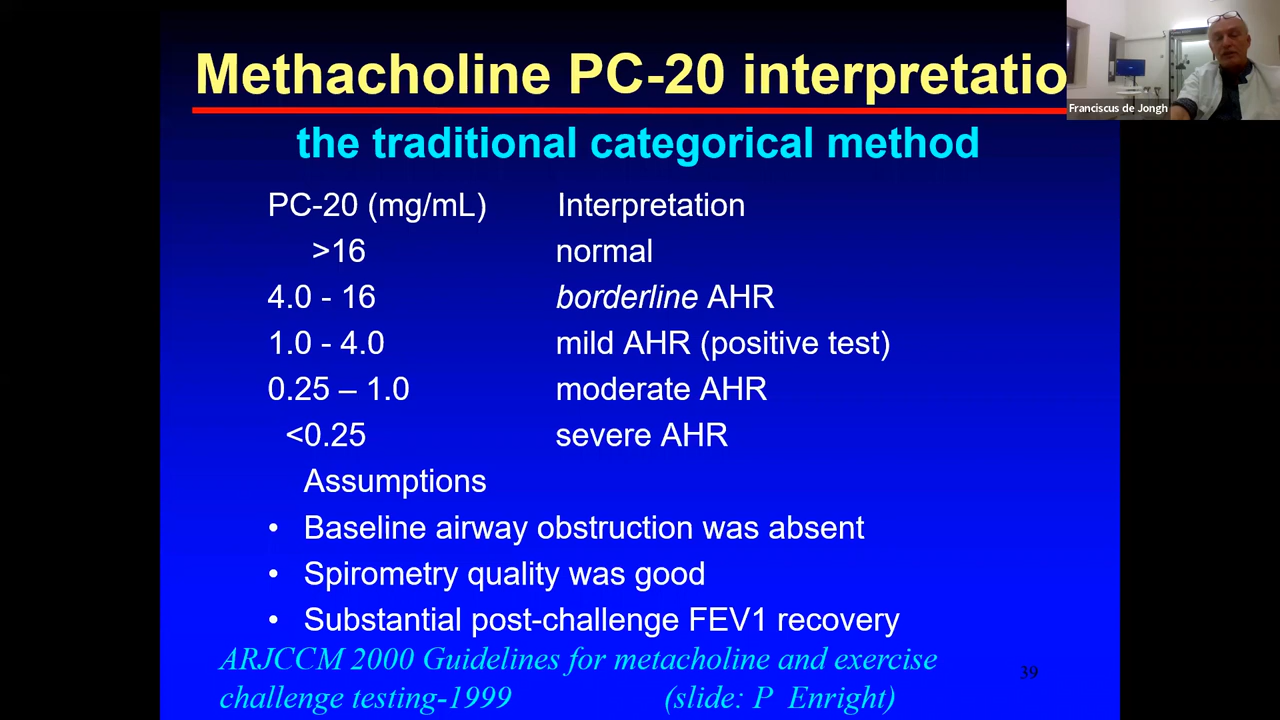 Methacholine PC-20 interpretatio
Franciscus de Jongh
the traditional categorical method
PC-20 (mg/mL) Interpretation
>16 normal
4.0 - 16 borderline AHR
1.0 - 4.0 mild AHR (positive test)
0.25 – 1.0 moderate AHR
<0.25 severe AHR
Assumptions
• Baseline airway obstruction was absent
• Spirometry quality was good
• Substantial post-challenge FEV1 recovery
ARJCCM 2000 Guidelines for metacholine and exercise
challenge testing-1999 (slide: P Enright)
39